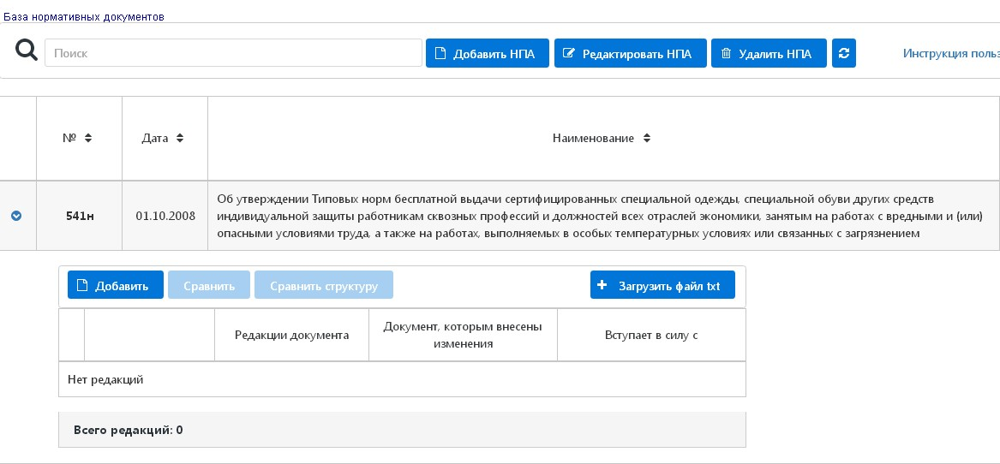 База нормативных документов
Поиск
Добавить НПА
Редактировать НПА
Удалить НПА
Инструкция польз
№
Дата
Наименование
541н
01.10.2008
Об утверждении Типовых норм бесплатной выдачи сертифицированных специальной одежды, специальной обуви других средств
индивидуальной защиты работникам сквозных профессий и должностей всех отраслей экономики, занятым на работах с вредными и (или)
опасными условиями труда, а также на работах, выполняемых в особых температурных условиях или связанных с загрязнением
Добавить
Сравнить
Сравнить структуру
Загрузить файл txt
Редакции документа
Документ, которым внесены
изменения
Вступает в силу с
Нет редакций
Всего редакций: 0